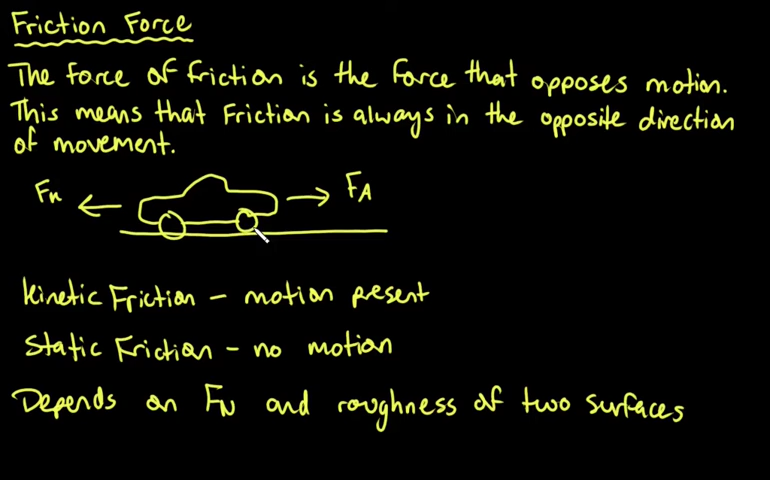 Friction Force
The force of friction is the force that opposes motion.
This means that friction is always in the opposite direction
of movement.
FA
kinetic Friction - motion present
Static Friction - no motion
Depends on FN and roughness of two surfaces